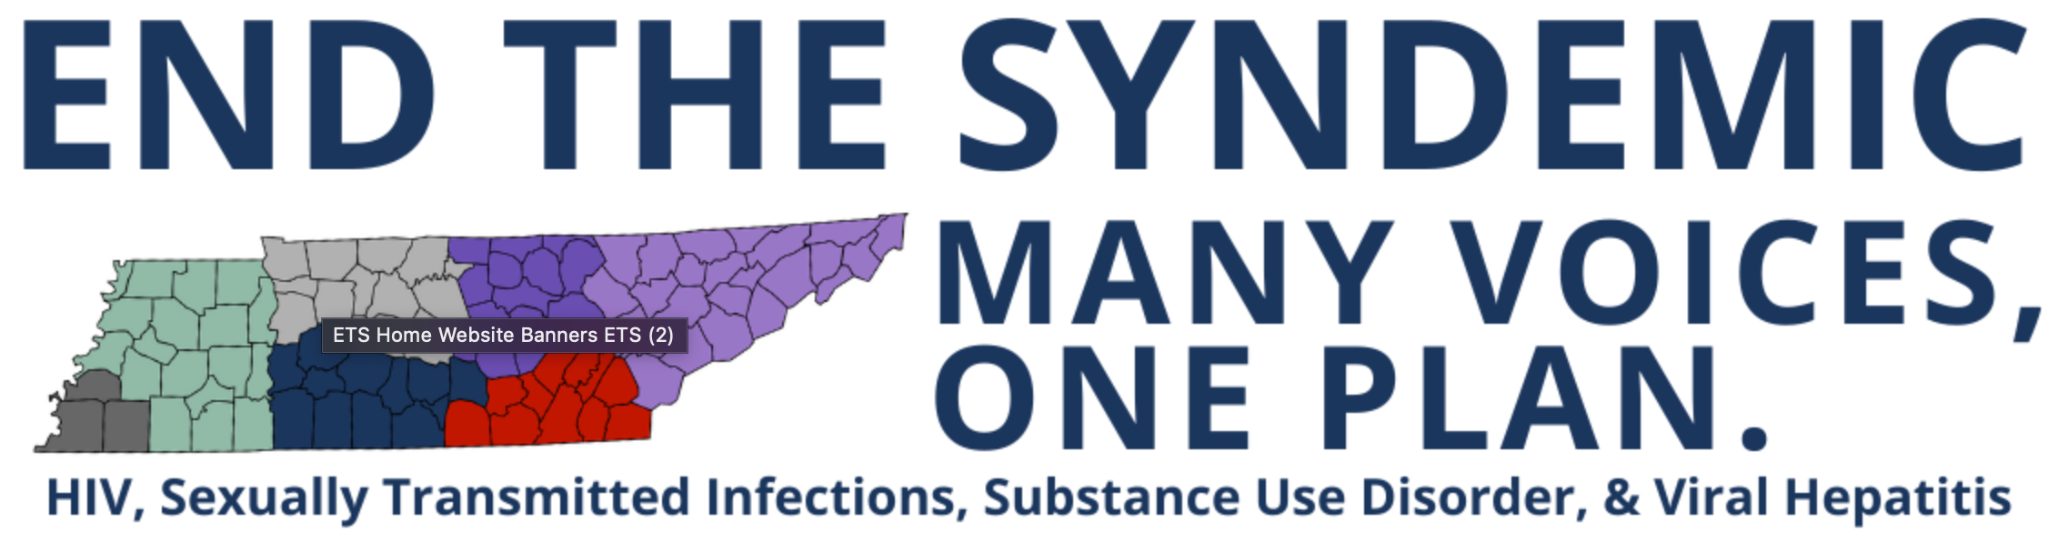 END THE SYNDEMIC
MANY VOICES,
ETS Home Website Banners ETS (2)
ONE PLAN.
HIV, Sexually Transmitted Infections, Substance Use Disorder, & Viral Hepatitis